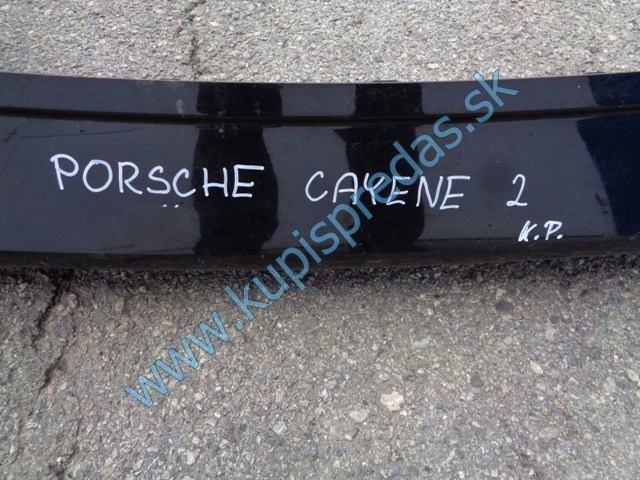 PORSCHE CAYENE 2
K.P.
www.kupispredas.sk